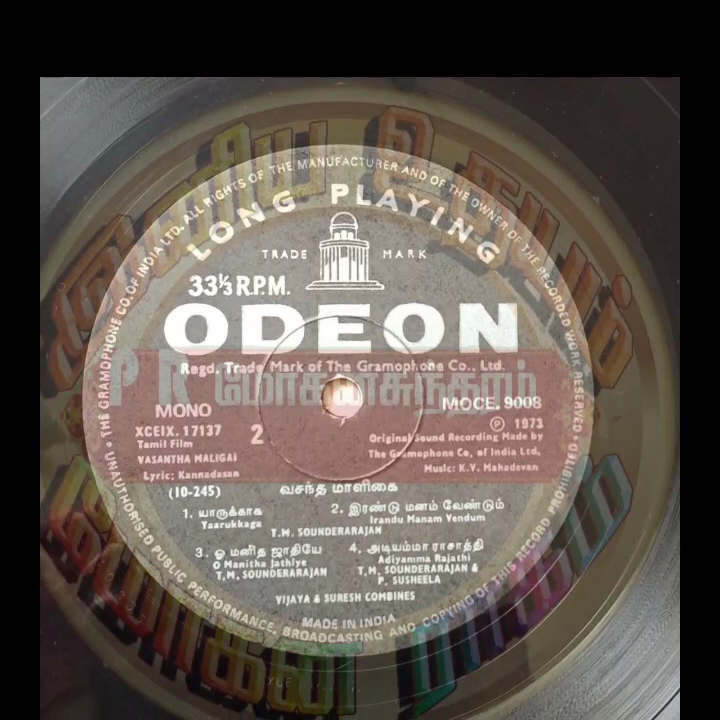 UNAUTHORISED PUBLIC PERFORMANCE, BROADCASTING AND COPYING OF THIS RECORD PROHIBITED · THE GRAMOPHONE CO. OF INDIA LTD. ALL RIGHTS OF THE MANUFACTURER AND OF THE OWNER OF THE RECORDED WORK RESERVED ·
LONG PLAYING
TRADE MARK
33⅓ R.P.M.
ODEON
Regd. Trade Mark of The Gramophone Co., Ltd.
P R மோகனசுந்தரம்
MONO
MOCE. 9008
XCEIX. 17137
2
Ⓟ 1973
Tamil Film
Original Sound Recording Made by
VASANTHA MALIGAI
The Gramophone Co, of India Ltd,
Lyric: Kannadasan
Music: K.V. Mahadevan
(IO-245)
வசந்த மாளிகை
1. யாருக்காக
2. இரண்டு மனம் வேண்டும்
Yaarukkaga
Irandu Manam Vendum
T.M. SOUNDERARAJAN
3. ஓ மனித ஜாதியே
4. அடியம்மா ராசாத்தி
O Manitha Jathiye
Adiyamma Rajathi
T.M. SOUNDERARAJAN
T.M. SOUNDERARAJAN &
P. SUSHEELA
VIJAYA & SURESH COMBINES
MADE IN INDIA